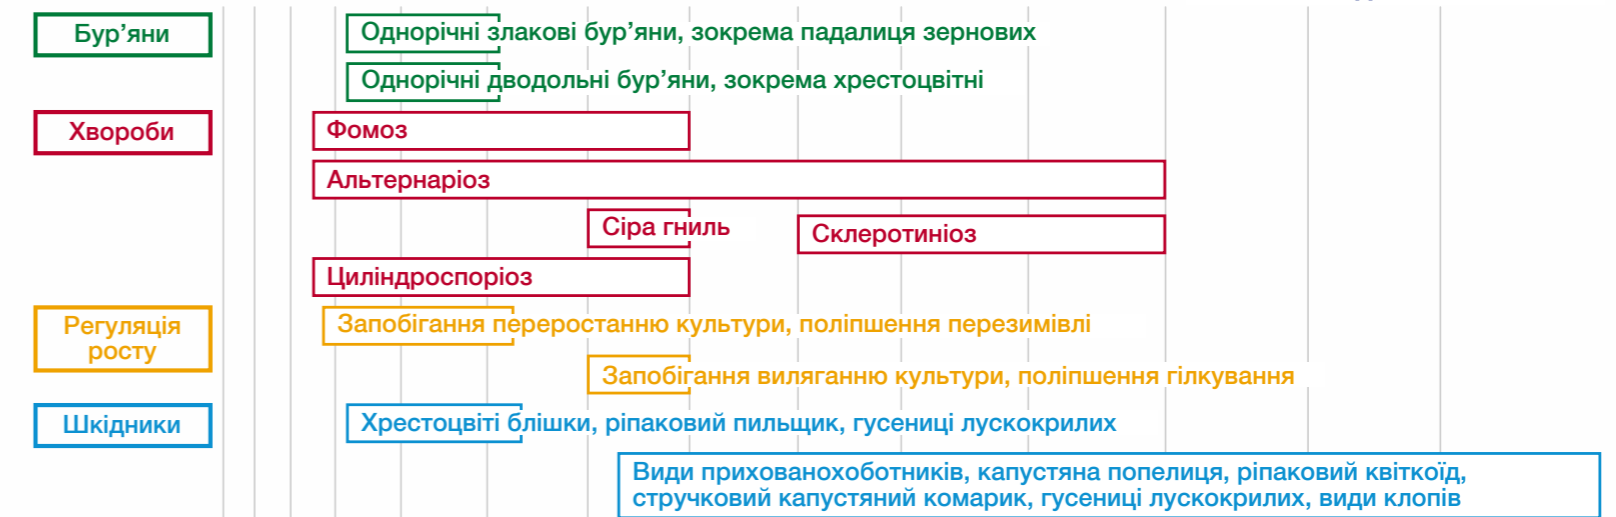 Бур’яни
Однорічні злакові бур’яни, зокрема падалиця зернових
Однорічні дводольні бур’яни, зокрема хрестоцвітні
Хвороби
Фомоз
Альтернаріоз
Сіра гниль
Склеротиніоз
Циліндроспоріоз
Регуляція
росту
Запобігання переростанню культури, поліпшення перезимівлі
Запобігання виляганню культури, поліпшення гілкування
Шкідники
Хрестоцвіті блішки, ріпаковий пильщик, гусениці лускокрилих
Види прихованохоботників, капустяна попелиця, ріпаковий квіткоїд,
стручковий капустяний комарик, гусениці лускокрилих, види клопів